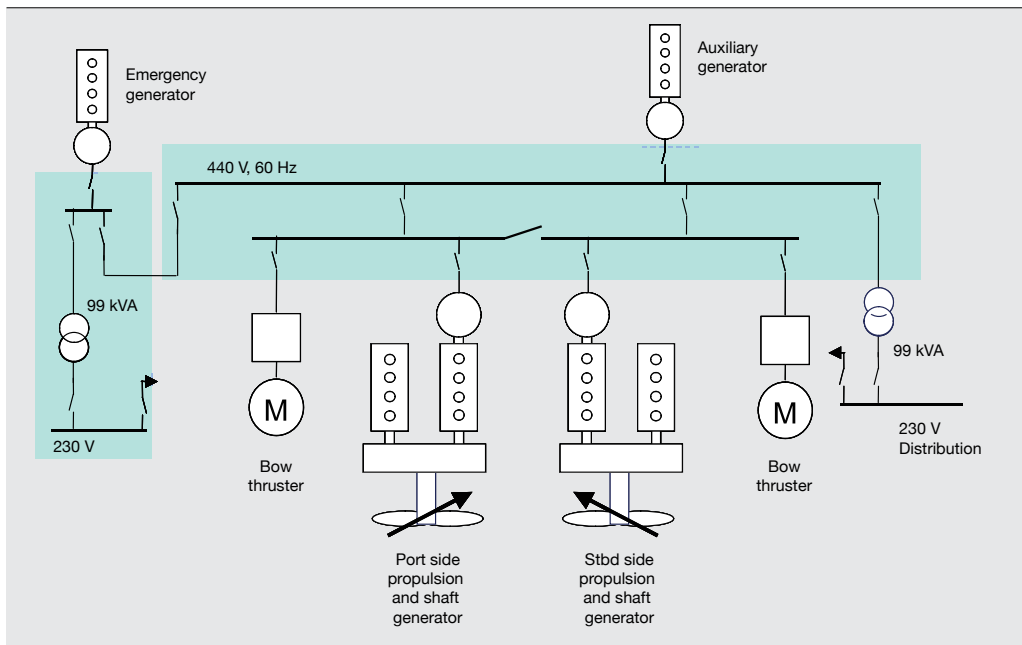 Emergency
generator
Auxiliary
generator
440 V, 60 Hz
99 kVA
230 V
M
Bow
thruster
Port side
propulsion
and shaft
generator
Stbd side
propulsion
and shaft
generator
M
Bow
thruster
99 kVA
230 V
Distribution